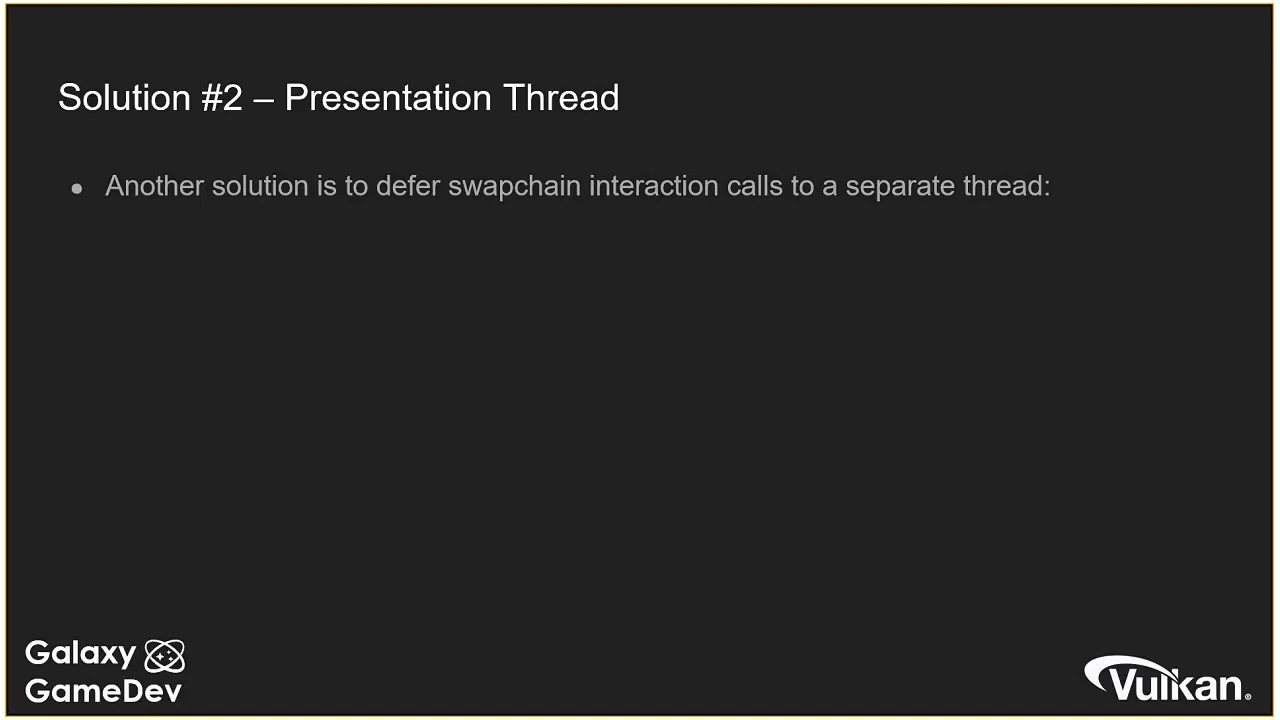 Solution #2 – Presentation Thread
● Another solution is to defer swapchain interaction calls to a separate thread:
Galaxy
GameDev
Vulkan®